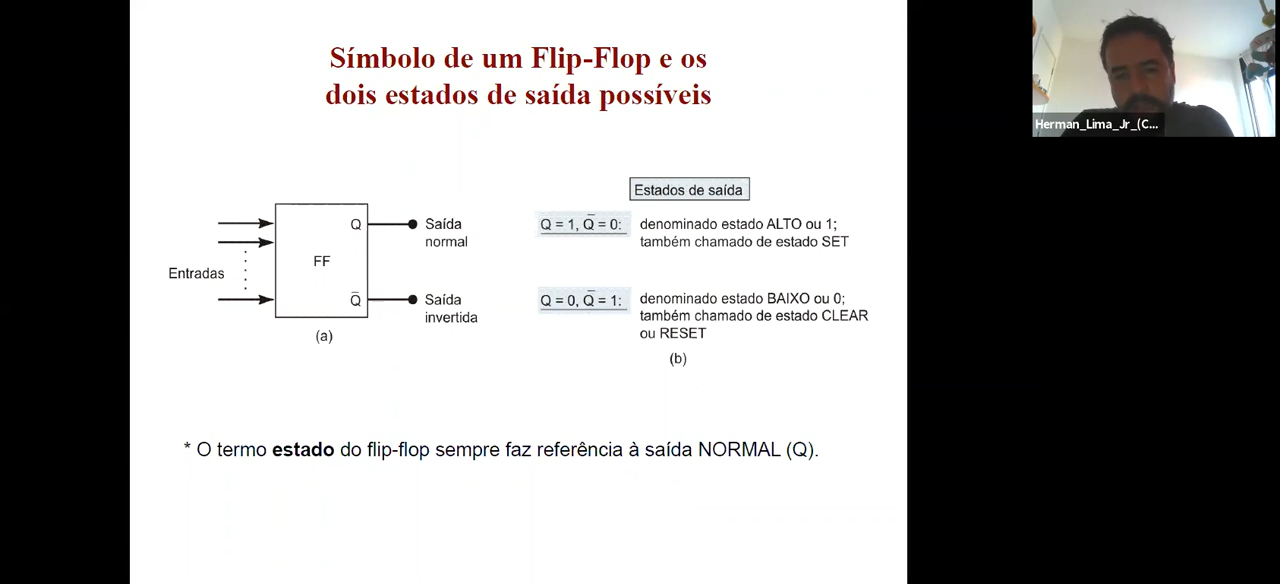 Símbolo de um Flip-Flop e os
dois estados de saída possíveis
Herman_Lima_Jr_(C...
Estados de saída
Entradas
FF
Q
Saída
normal
Q̅
Saída
invertida
(a)
Q = 1, Q̅ = 0:
denominado estado ALTO ou 1;
também chamado de estado SET
Q = 0, Q̅ = 1:
denominado estado BAIXO ou 0;
também chamado de estado CLEAR
ou RESET
(b)
* O termo estado do flip-flop sempre faz referência à saída NORMAL (Q).